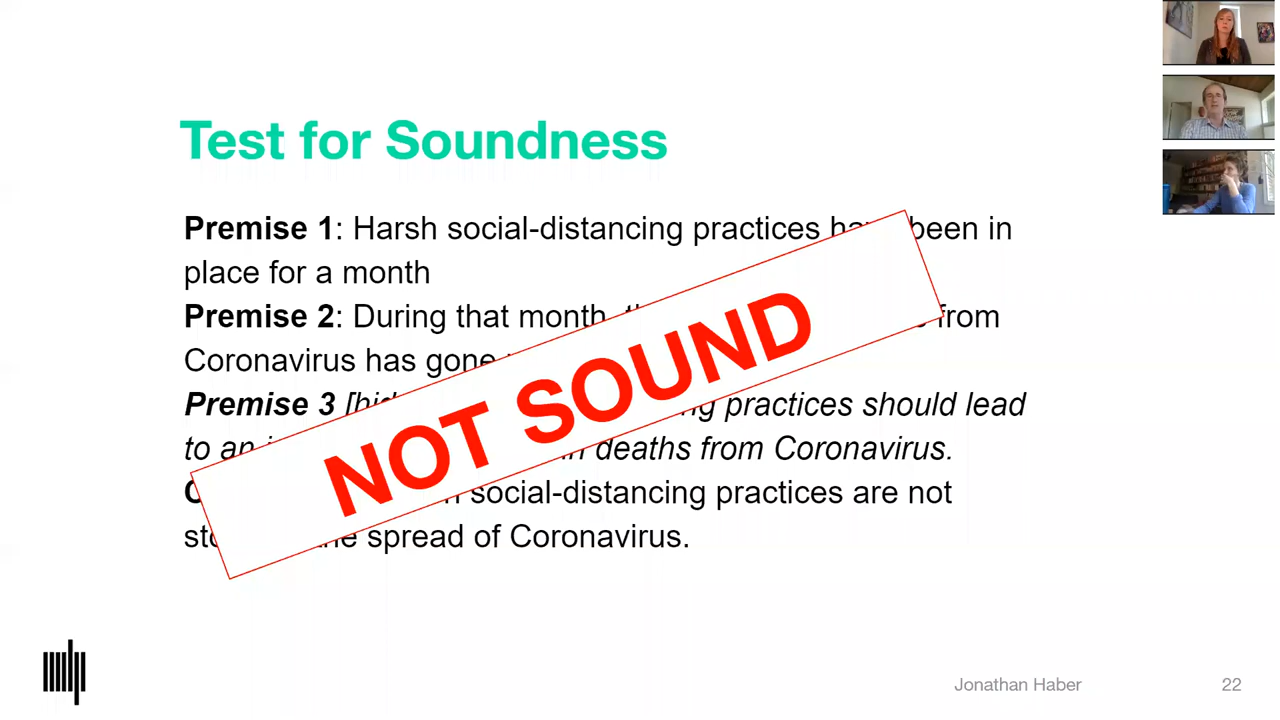 Test for Soundness
Premise 1: Harsh social-distancing practices have been in
place for a month
Premise 2: During that month, from
Coronavirus has gone
Premise 3 practices should lead
to an in deaths from Coronavirus.
social-distancing practices are not
the spread of Coronavirus.
NOT SOUND
Jonathan Haber
22